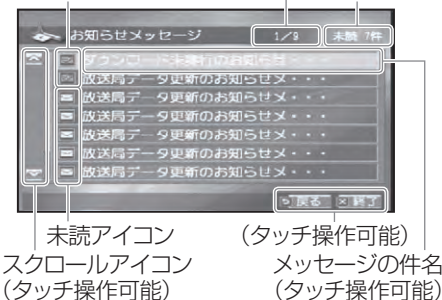 お知らせメッセージ 1/9 未読 7件
ダウンロード未実行のお知らせ・・・
放送局データ更新のお知らせメ・・・
放送局データ更新のお知らせメ・・・
放送局データ更新のお知らせメ・・・
放送局データ更新のお知らせメ・・・
放送局データ更新のお知らせメ・・・
放送局データ更新のお知らせメ・・・
戻る 終了
未読アイコン (タッチ操作可能)
スクロールアイコン メッセージの件名
(タッチ操作可能) (タッチ操作可能)